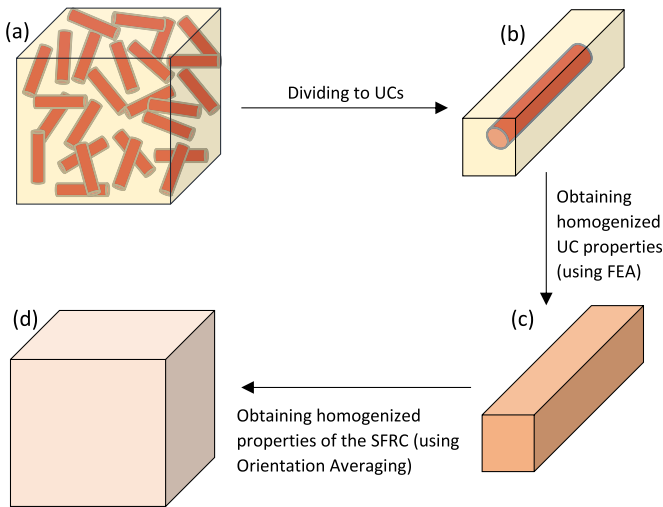 (a)
(b)
Dividing to UCs
Obtaining
homogenized
UC properties
(using FEA)
(d)
(c)
Obtaining homogenized
properties of the SFRC (using
Orientation Averaging)